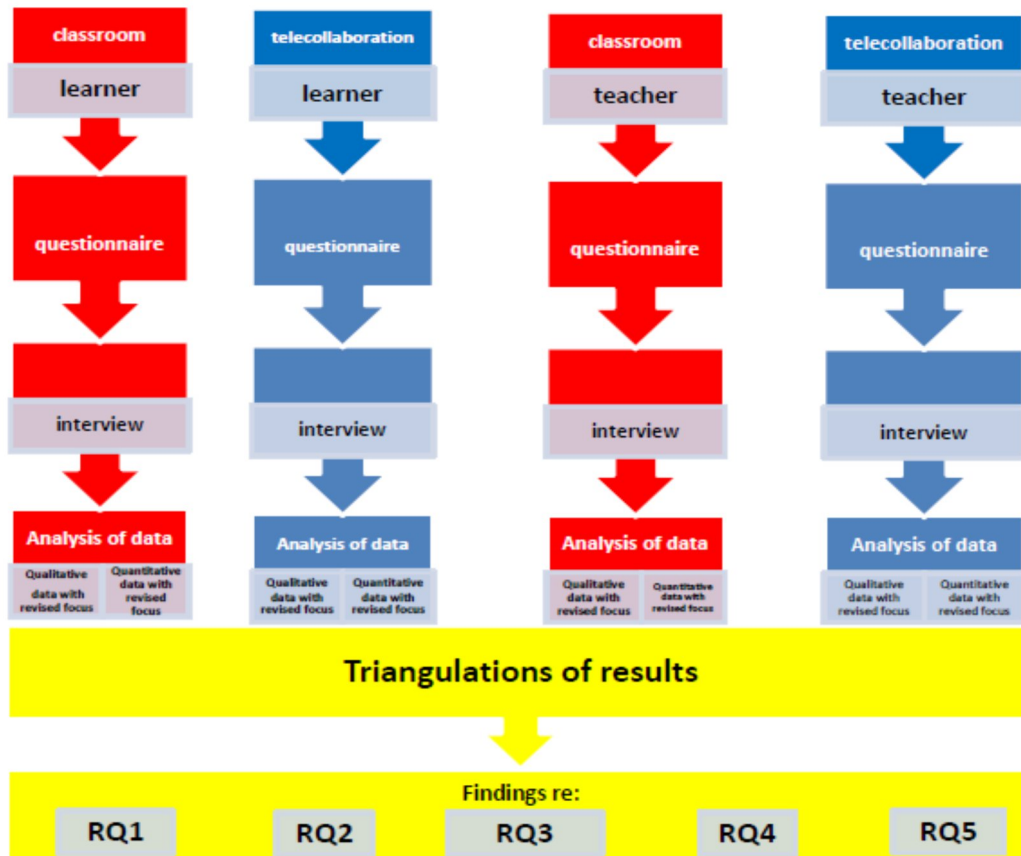 classroom
telecollaboration
classroom
telecollaboration
learner
learner
teacher
teacher
questionnaire
questionnaire
questionnaire
questionnaire
interview
interview
interview
interview
Analysis of data
Analysis of data
Analysis of data
Analysis of data
Qualitative
data with
revised focus
Quantitative
data with
revised
focus
Qualitative
data with
revised focus
Quantitative
data with
revised focus
Qualitative
data with
revised focus
Quantitative
data with
revised focus
Qualitative
data with
revised focus
Quantitative
data with
revised focus
Triangulations of results
Findings re:
RQ1
RQ2
RQ3
RQ4
RQ5